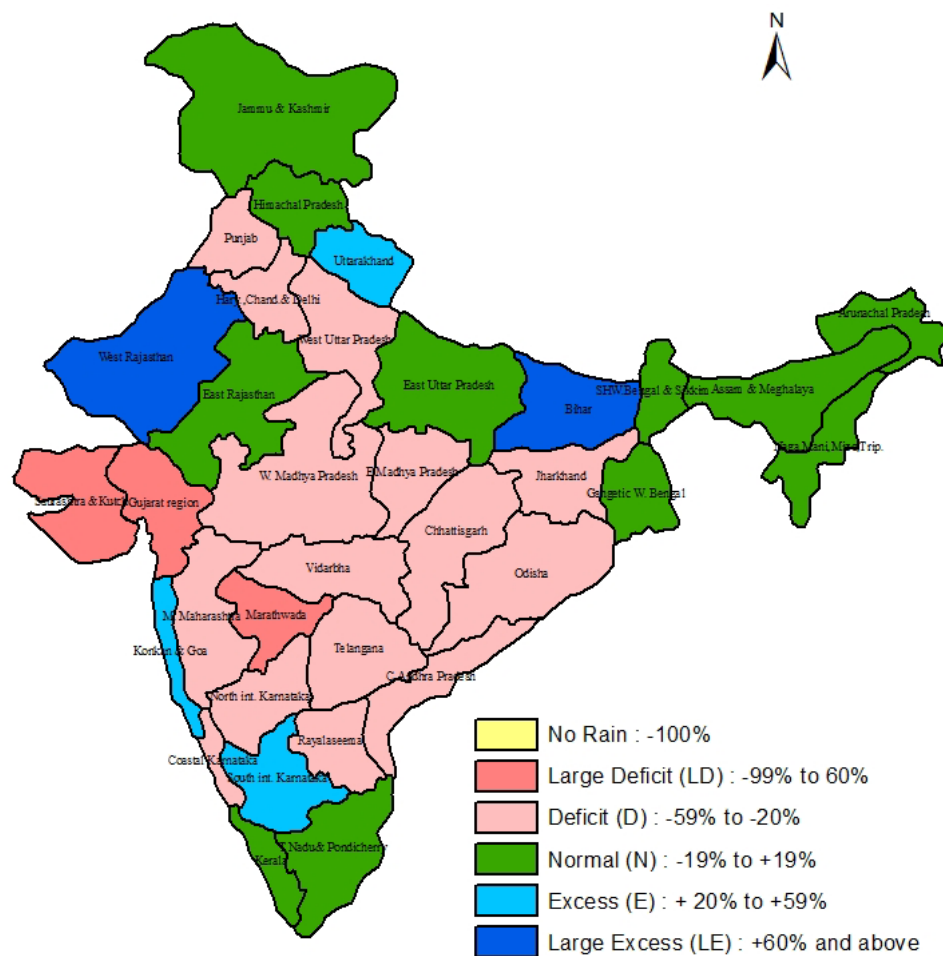 N
Jammu & Kashmir
Himachal Pradesh
Punjab
Uttarakhand
Hary.,Chand.& Delhi
Arunachal Pradesh
West Uttar Pradesh
West Rajasthan
East Uttar Pradesh
SHW.Bengal & Sikkim
Assam & Meghalaya
East Rajasthan
Bihar
Naga.Mani,Mizo,Trip.
W. Madhya Pradesh
E.Madhya Pradesh
Jharkhand
Gangetic W. Bengal
Saurashtra & Kutch
Gujarat region
Chhattisgarh
Vidarbha
Odisha
M. Maharashtra
Marathwada
Konkan & Goa
Telangana
C. Andhra Pradesh
North int. Karnataka
Rayalaseema
Coastal Karnataka
South int. Karnataka
T.Nadu& Pondicherry
Kerala
No Rain : -100%
Large Deficit (LD) : -99% to 60%
Deficit (D) : -59% to -20%
Normal (N) : -19% to +19%
Excess (E) : + 20% to +59%
Large Excess (LE) : +60% and above